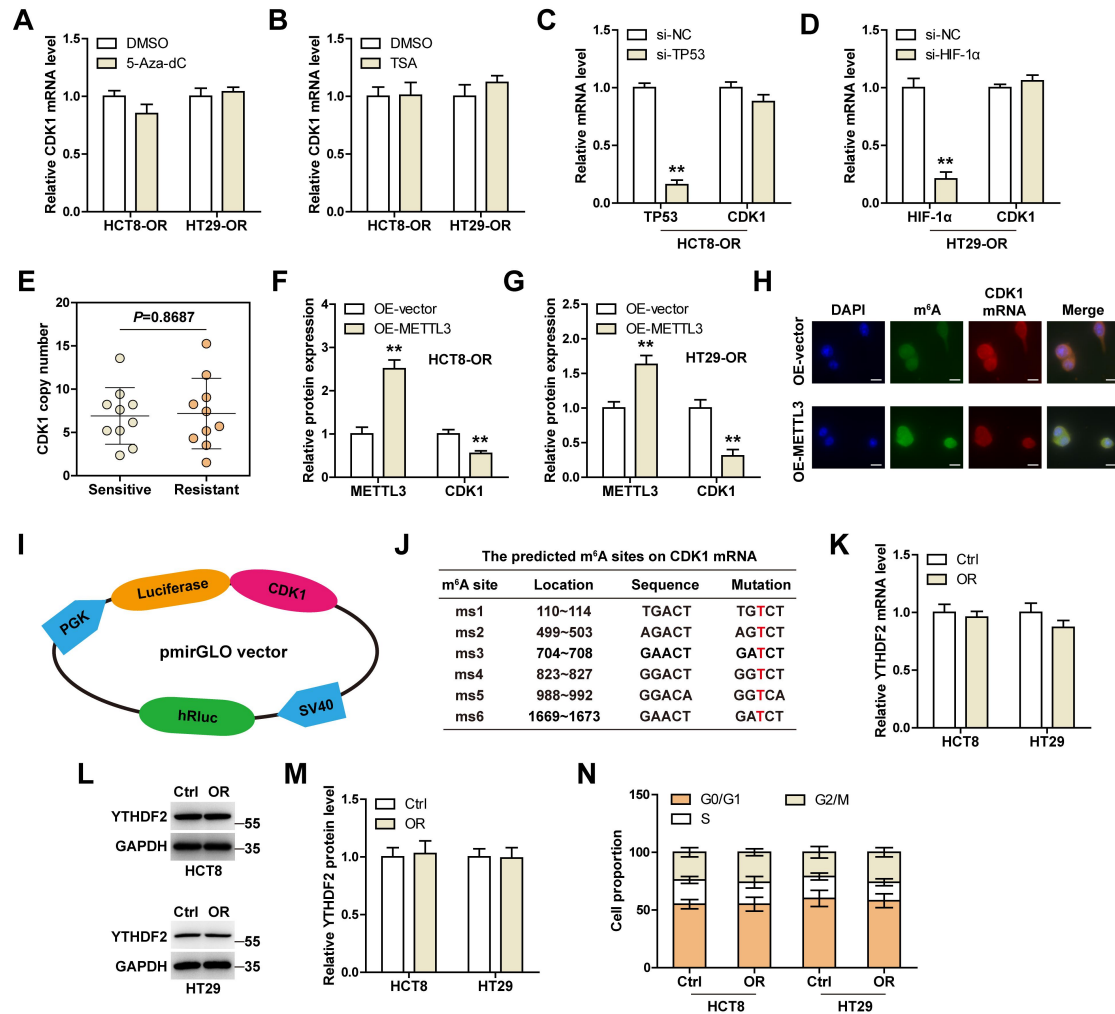 A
Relative CDK1 mRNA level
1.5
1.0
0.5
0.0
DMSO
5-Aza-dC
HCT8-OR HT29-OR
B
Relative CDK1 mRNA level
1.5
1.0
0.5
0.0
DMSO
TSA
HCT8-OR HT29-OR
C
Relative mRNA level
1.5
1.0
0.5
0.0
si-NC
si-TP53
**
TP53 CDK1
HCT8-OR
D
Relative mRNA level
1.5
1.0
0.5
0.0
si-NC
si-HIF-1α
**
HIF-1α CDK1
HT29-OR
E
CDK1 copy number
20
15
10
5
0
P=0.8687
Sensitive Resistant
F
Relative protein expression
4
3
2
1
0
OE-vector
OE-METTL3
HCT8-OR
**
**
METTL3 CDK1
G
Relative protein expression
2.5
2.0
1.5
1.0
0.5
0.0
OE-vector
OE-METTL3
HT29-OR
**
**
METTL3 CDK1
H
DAPI m⁶A CDK1 mRNA Merge
OE-vector
OE-METTL3
I
PGK
Luciferase
CDK1
pmirGLO vector
hRluc
SV40
J
The predicted m⁶A sites on CDK1 mRNA
m⁶A site Location Sequence Mutation
ms1 110~114 TGACT TGTCT
ms2 499~503 AGACT AGTCT
ms3 704~708 GAACT GATCT
ms4 823~827 GGACT GGTCT
ms5 988~992 GGACA GGTCA
ms6 1669~1673 GAACT GATCT
K
Relative YTHDF2 mRNA level
1.5
1.0
0.5
0.0
Ctrl
OR
HCT8 HT29
L
Ctrl OR
YTHDF2 55
GAPDH 35
HCT8
Ctrl OR
YTHDF2 55
GAPDH 35
HT29
M
Relative YTHDF2 protein level
1.5
1.0
0.5
0.0
Ctrl
OR
HCT8 HT29
N
Cell proportion
150
100
50
0
G0/G1 G2/M
S
Ctrl OR Ctrl OR
HCT8 HT29